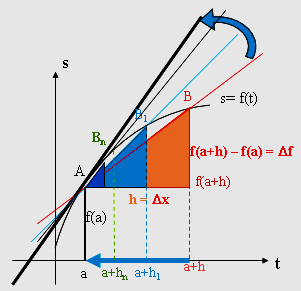 s
B₁
B
s= f(t)
Bₙ
f(a+h) – f(a) = Δf
A
f(a+h)
h = Δx
f(a)
t
a
a+hₙ
a+h₁
a+h